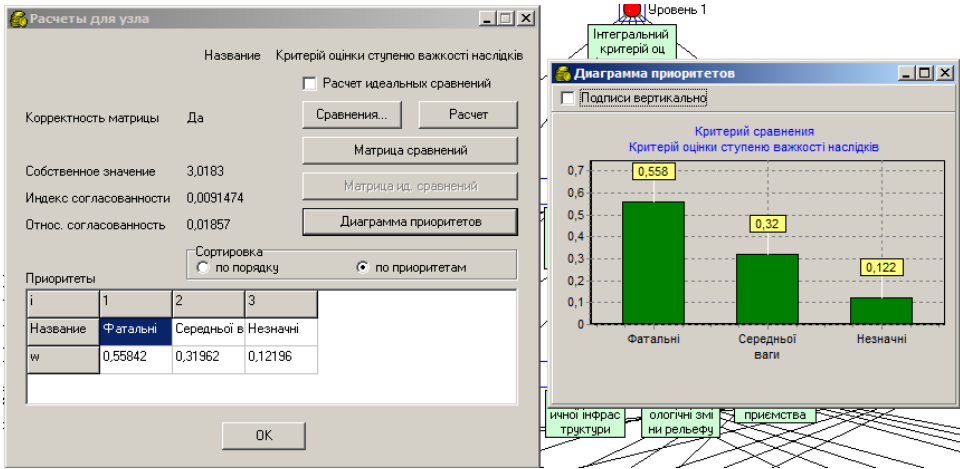 Расчеты для узла
Название Критерій оцінки ступеню важкості наслідків
Расчет идеальных сравнений
Корректность матрицы Да
Сравнения... Расчет
Матрица сравнений
Собственное значение 3,0183
Матрица ид. сравнений
Индекс согласованности 0,0091474
Относ. согласованность 0,01857
Диаграмма приоритетов
Сортировка
по порядку по приоритетам
Приоритеты
i 1 2 3
Название Фатальні Середньої в Незначні
w 0,55842 0,31962 0,12196
OK
Уровень 1
Інтегральний
критерій оц
Диаграмма приоритетов
Подписи вертикально
Критерий сравнения
Критерій оцінки ступеню важкості наслідків
0,7
0,6
0,5
0,4
0,3
0,2
0,1
0
0,558
0,32
0,122
Фатальні
Середньої
ваги
Незначні
ичної інфрас
труктури
ологічні змі
ни рельефу
приємства